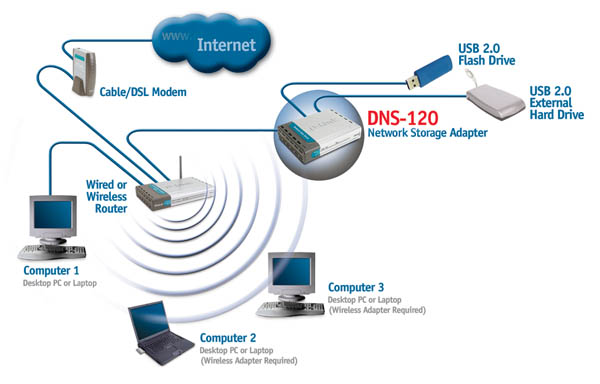 www...
Internet
Cable/DSL Modem
USB 2.0
Flash Drive
USB 2.0
External
Hard Drive
DNS-120
Network Storage Adapter
D-Link
Wired or
Wireless
Router
Computer 1
Desktop PC or Laptop
Computer 3
Desktop PC or Laptop
(Wireless Adapter Required)
Computer 2
Desktop PC or Laptop
(Wireless Adapter Required)